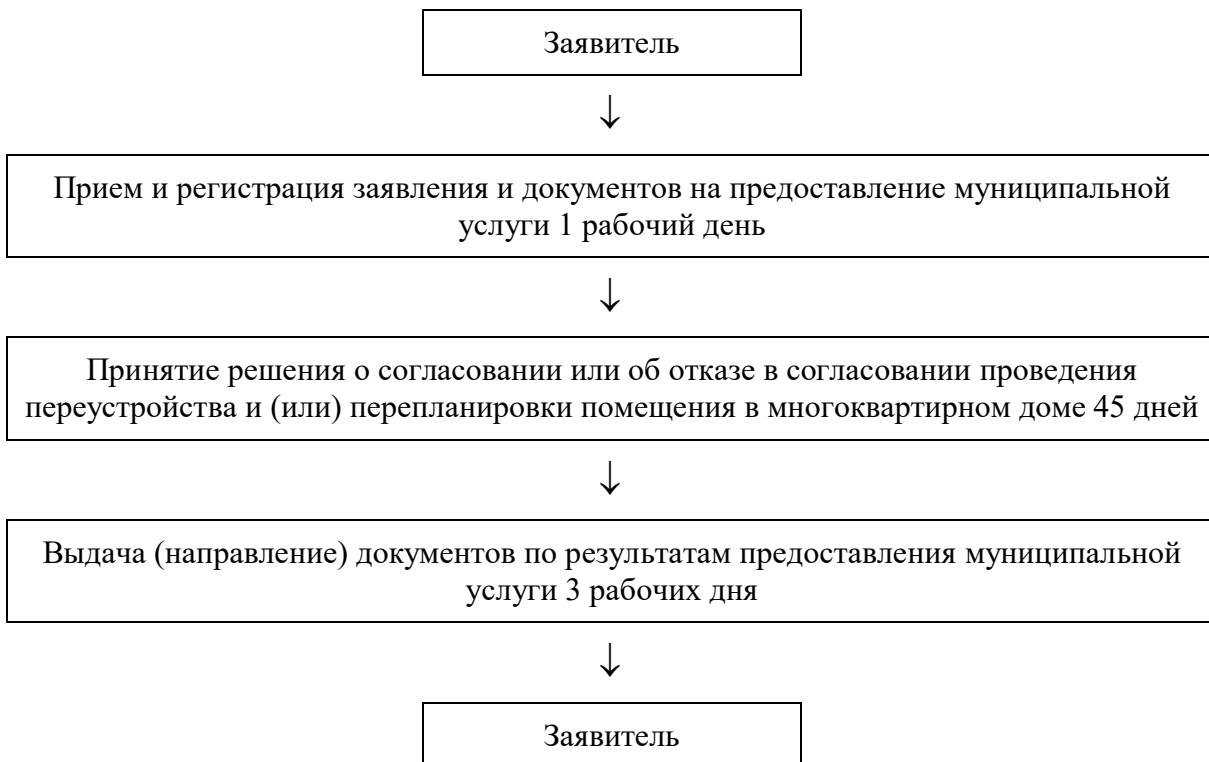 Заявитель
↓
Прием и регистрация заявления и документов на предоставление муниципальной
услуги 1 рабочий день
↓
Принятие решения о согласовании или об отказе в согласовании проведения
переустройства и (или) перепланировки помещения в многоквартирном доме 45 дней
↓
Выдача (направление) документов по результатам предоставления муниципальной
услуги 3 рабочих дня
↓
Заявитель